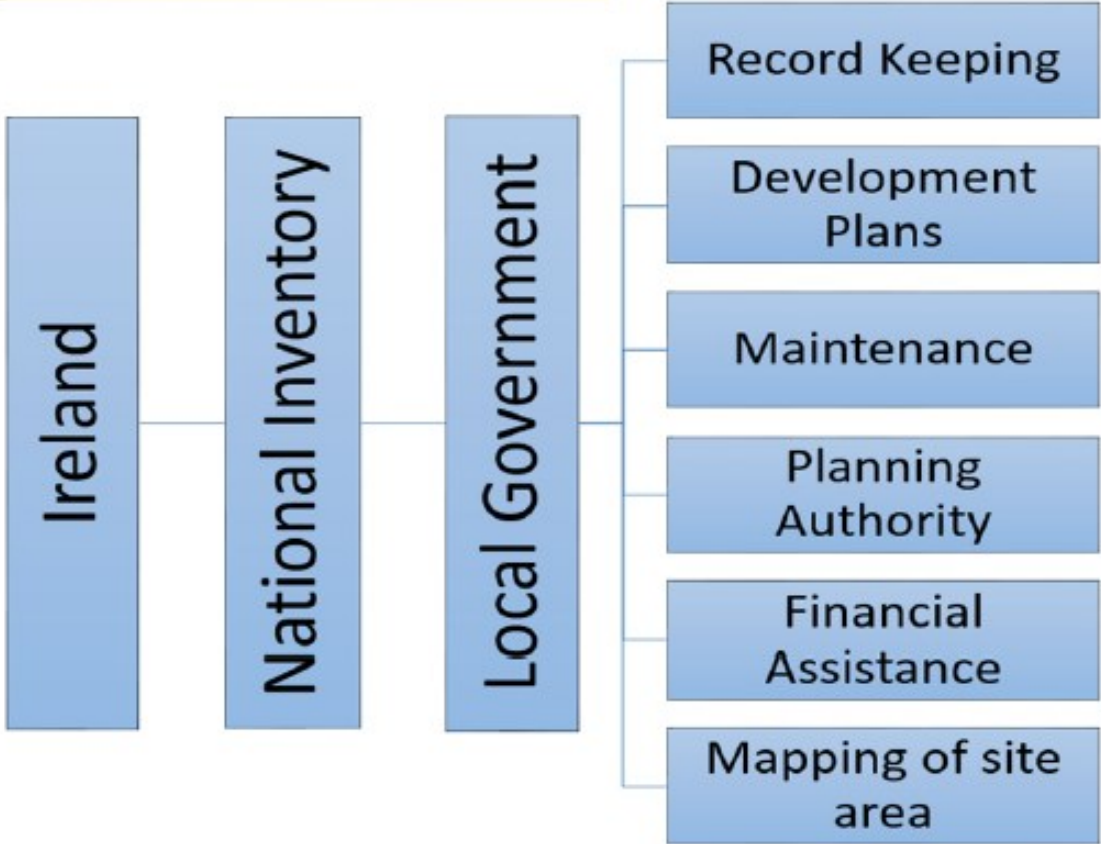 Ireland
National Inventory
Local Government
Record Keeping
Development
Plans
Maintenance
Planning
Authority
Financial
Assistance
Mapping of site
area